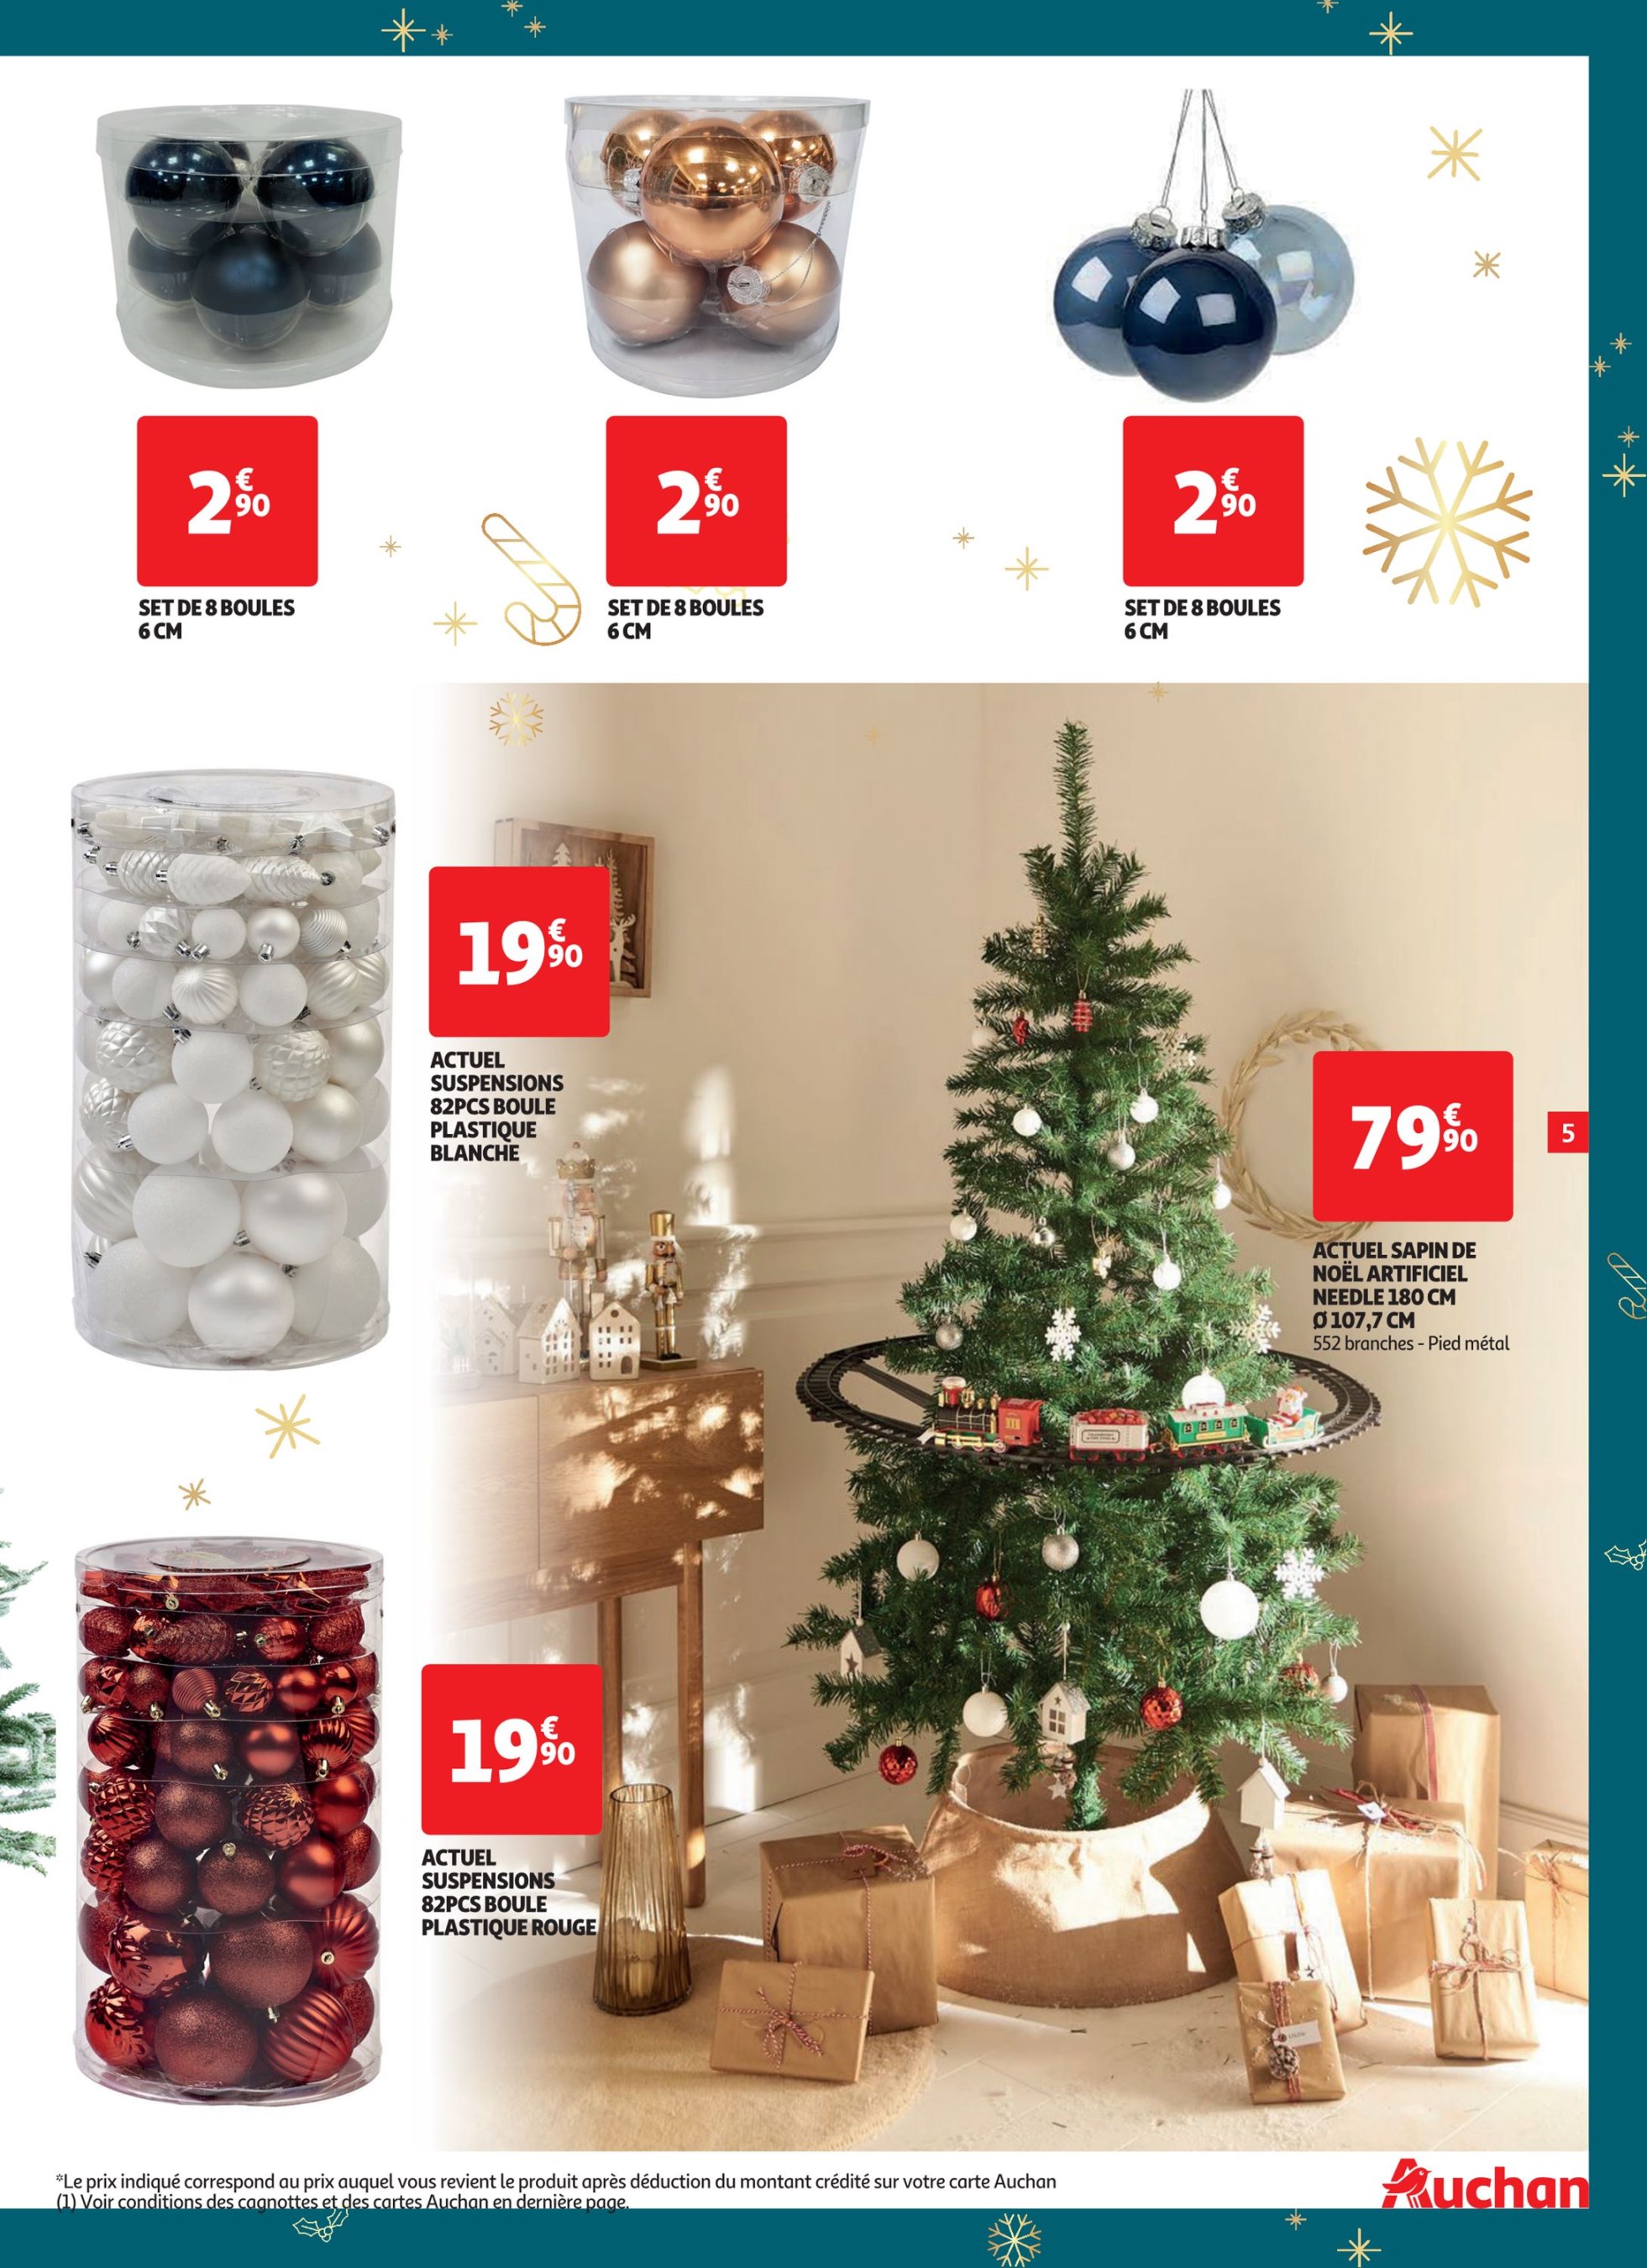 2€90
SET DE 8 BOULES
6 CM
2€90
SET DE 8 BOULES
6 CM
2€90
SET DE 8 BOULES
6 CM
19€90
ACTUEL
SUSPENSIONS
82PCS BOULE
PLASTIQUE
BLANCHE
79€90
5
ACTUEL SAPIN DE
NOËL ARTIFICIEL
NEEDLE 180 CM
Ø 107,7 CM
552 branches - Pied métal
19€90
ACTUEL
SUSPENSIONS
82PCS BOULE
PLASTIQUE ROUGE
*Le prix indiqué correspond au prix auquel vous revient le produit après déduction du montant crédité sur votre carte Auchan
(1) Voir conditions des cagnottes et des cartes Auchan en dernière page.
Auchan